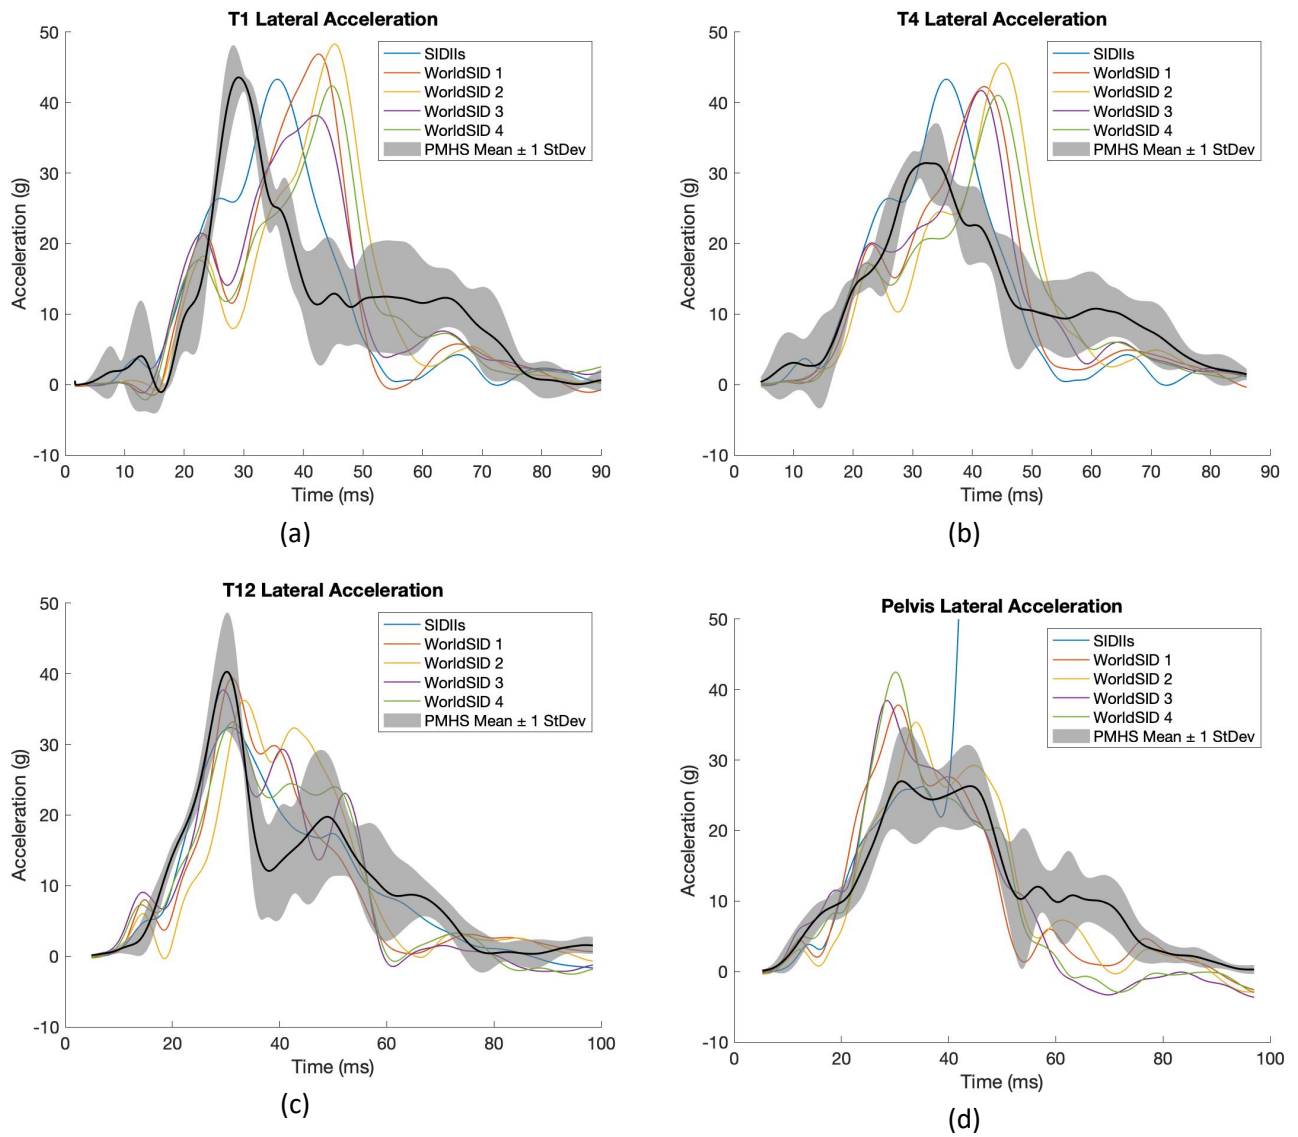 T1 Lateral Acceleration
50
40
30
20
10
0
-10
Acceleration (g)
SIDIIs
WorldSID 1
WorldSID 2
WorldSID 3
WorldSID 4
PMHS Mean ± 1 StDev
0 10 20 30 40 50 60 70 80 90
Time (ms)
(a)
T4 Lateral Acceleration
50
40
30
20
10
0
-10
Acceleration (g)
SIDIIs
WorldSID 1
WorldSID 2
WorldSID 3
WorldSID 4
PMHS Mean ± 1 StDev
0 10 20 30 40 50 60 70 80 90
Time (ms)
(b)
T12 Lateral Acceleration
50
40
30
20
10
0
-10
Acceleration (g)
SIDIIs
WorldSID 1
WorldSID 2
WorldSID 3
WorldSID 4
PMHS Mean ± 1 StDev
0 20 40 60 80 100
Time (ms)
(c)
Pelvis Lateral Acceleration
50
40
30
20
10
0
-10
Acceleration (g)
SIDIIs
WorldSID 1
WorldSID 2
WorldSID 3
WorldSID 4
PMHS Mean ± 1 StDev
0 20 40 60 80 100
Time (ms)
(d)